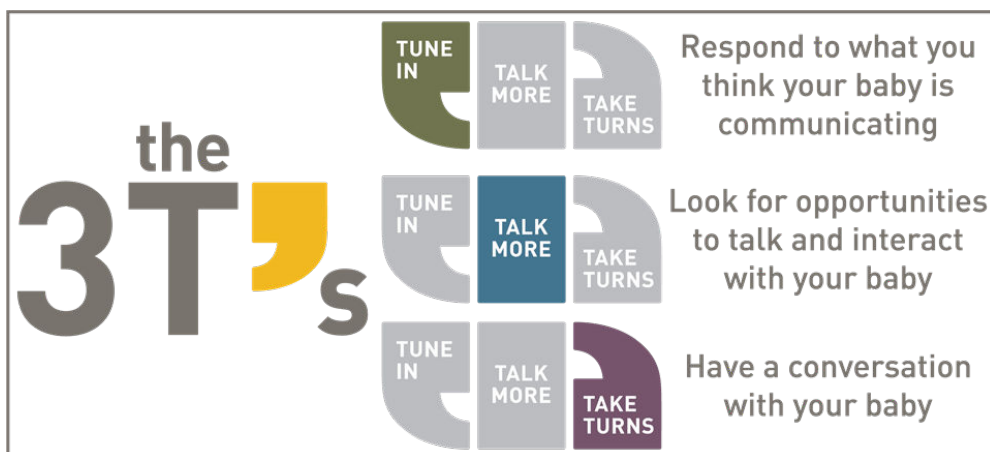 the
3T's
TUNE
IN
TALK
MORE
TAKE
TURNS
Respond to what you
think your baby is
communicating
TUNE
IN
TALK
MORE
TAKE
TURNS
Look for opportunities
to talk and interact
with your baby
TUNE
IN
TALK
MORE
TAKE
TURNS
Have a conversation
with your baby